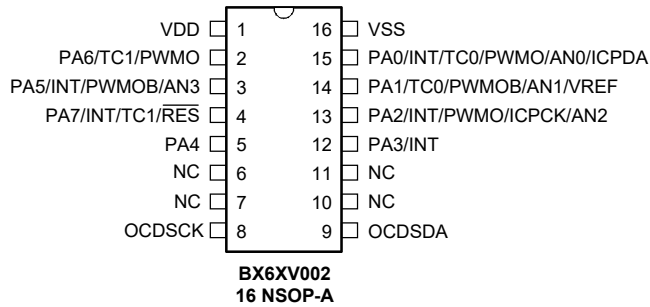 VDD 1 16 VSS
PA6/TC1/PWMO 2 15 PA0/INT/TC0/PWMO/AN0/ICPDA
PA5/INT/PWMOB/AN3 3 14 PA1/TC0/PWMOB/AN1/VREF
PA7/INT/TC1/RES 4 13 PA2/INT/PWMO/ICPCK/AN2
PA4 5 12 PA3/INT
NC 6 11 NC
NC 7 10 NC
OCDSCK 8 9 OCDSDA
BX6XV002
16 NSOP-A